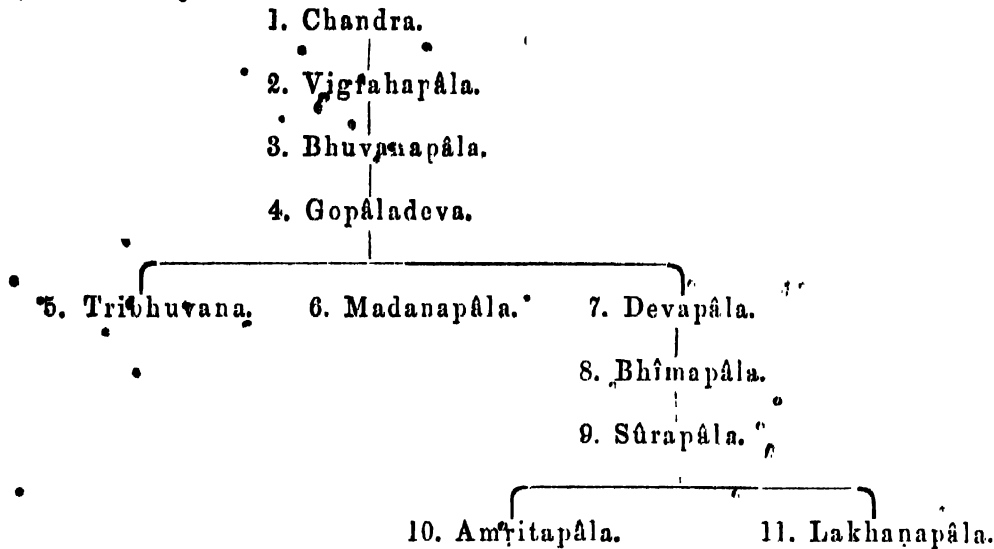 1. Chandra.
2. Vigrahapâla.
3. Bhuvanapâla.
4. Gopâladeva.
5. Tribhuvana. 6. Madanapâla. 7. Devapâla.
8. Bhîmapâla.
9. Sûrapâla.
10. Amṛitapâla. 11. Lakhaṇapâla.